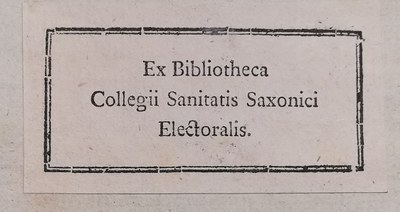 Ex Bibliotheca
Collegii Sanitatis Saxonici
Electoralis.